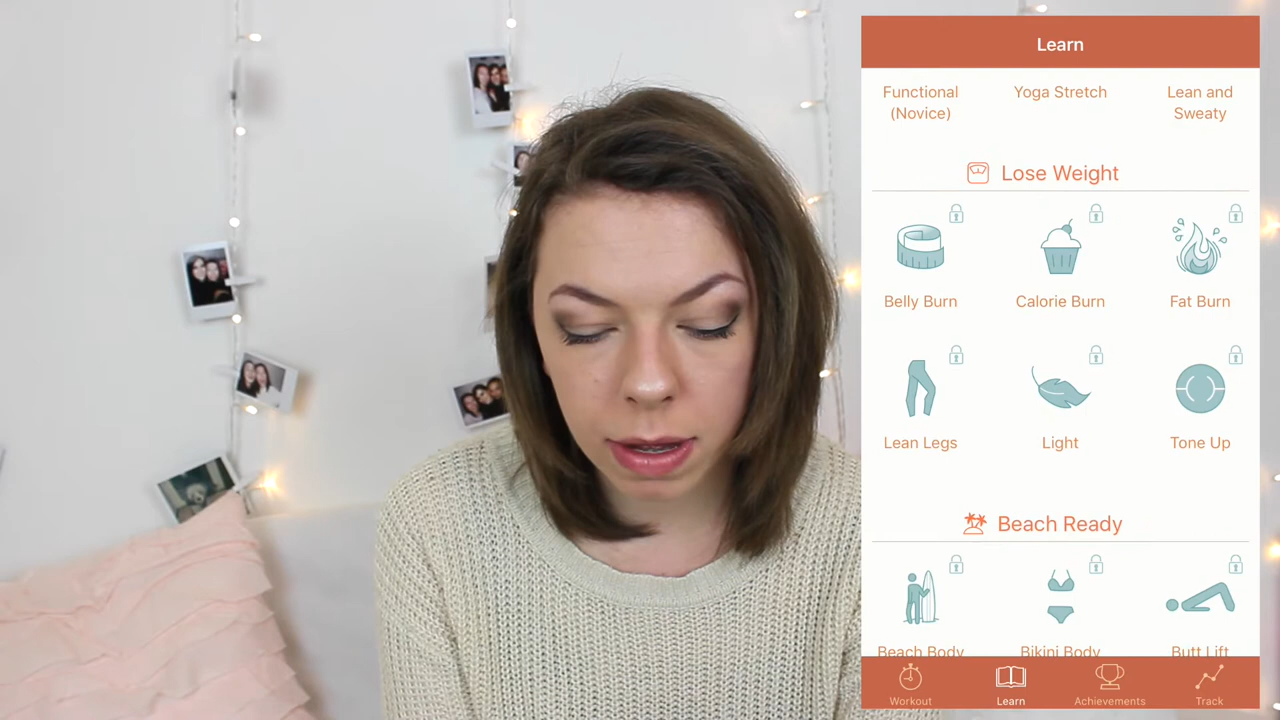 Learn
Functional
(Novice)
Yoga Stretch
Lean and
Sweaty
Lose Weight
Belly Burn
Calorie Burn
Fat Burn
Lean Legs
Light
Tone Up
Beach Ready
Beach Body
Bikini Body
Butt Lift
Workout
Learn
Achievements
Track